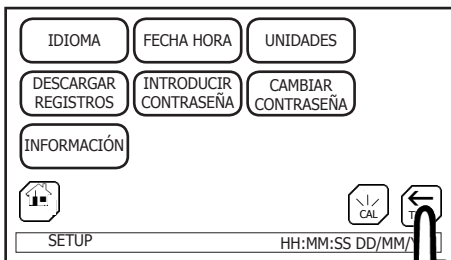 IDIOMA
FECHA HORA
UNIDADES
DESCARGAR
REGISTROS
INTRODUCIR
CONTRASEÑA
CAMBIAR
CONTRASEÑA
INFORMACIÓN
CAL
SETUP
HH:MM:SS DD/MM/